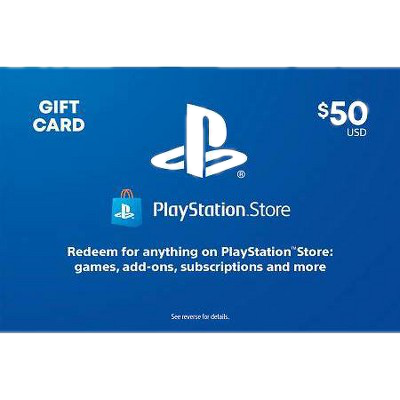 GIFT
CARD
$50
USD
®
PlayStation.Store
Redeem for anything on PlayStation™Store:
games, add-ons, subscriptions and more
See reverse for details.